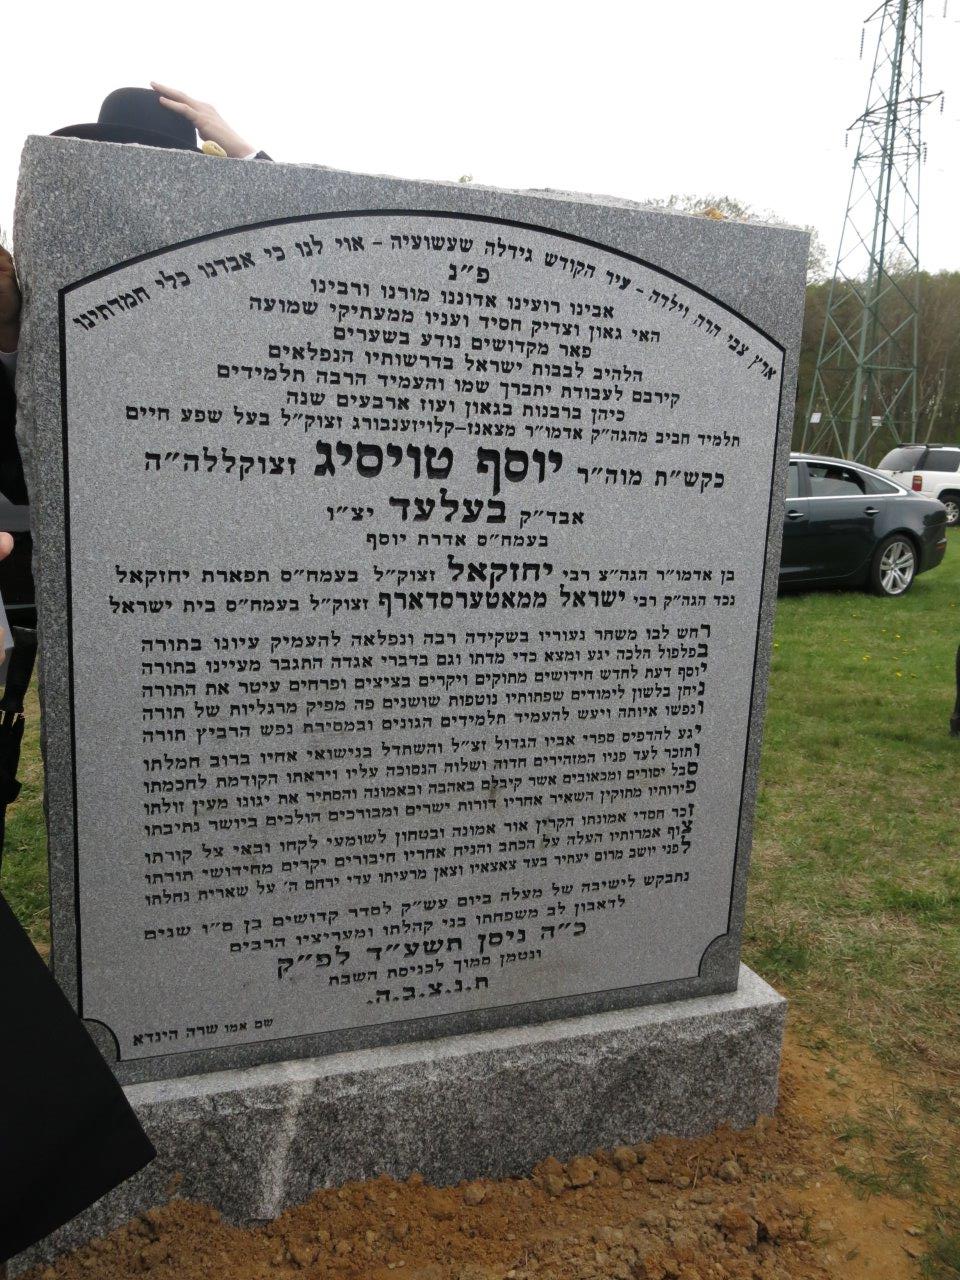 ארץ צבי הרה וילדה - עיר הקודש גידלה שעשועיה - אוי לנו כי אבדנו כלי חמדתינו
פ"נ
אבינו רועינו אדוננו מורנו ורבינו
האי גאון וצדיק חסיד ועניו ממעתיקי שמועה
פאר מקדושים נודע בשערים
הלהיב לבבות ישראל בדרשותיו הנפלאים
קירבם לעבודת יתברך שמו והעמיד הרבה תלמידים
כיהן ברבנות בגאון ועוז ארבעים שנה
תלמיד חביב מהגה"ק אדמו"ר מצאנז-קלויזענבורג זצוק"ל בעל שפע חיים
כקש"ת מוה"ר יוסף טויסיג זצוקללה"ה
אבד"ק בעלעד יצ"ו
בעמח"ס אדרת יוסף
בן אדמו"ר הגה"צ רבי יחזקאל זצוק"ל בעמח"ס תפארת יחזקאל
נכד הגה"ק רבי ישראל ממאטערסדארף זצוק"ל בעמח"ס בית ישראל
רחש לבו משחר נעוריו בשקידה רבה ונפלאה להעמיק עיונו בתורה
בפלפול הלכה יגע ומצא כדי מדתו וגם בדברי אגדה התגבר מעיינו בתורה
יוסף דעת לחדש חידושים מתוקים ויקרים בציצים ופרחים עיטר את התורה
ניתן בלשון לימודים שפתותיו נוטפות שושנים פה מפיק מרגליות של תורה
ונפשו איותה ויעש להעמיד תלמידים הגונים ובמסירת נפש הרביץ תורה
יגע להדפיס ספרי אביו הגדול זצ"ל והשתדל בנישואי אחיו ברוב חמלתו
ותזכר לעד פניו המזהירים חדוה ושלוה הנסוכה עליו ויראתו הקודמת לחכמתו
סבל יסורים ומכאובים אשר קיבלם באהבה ובאמונה והסתיר את יגונו מעין זולתו
פירותיו מתוקין השאיר אחריו דורות ישרים ומבורכים הולכים ביושר נתיבתו
זכר חסדי אמונתו הקרין אור אמונה ובטחון לשומעי לקחו ובאי צל קורתו
צוף אמרותיו העלה על הכתב והניח אחריו חיבורים יקרים מחידושי תורתו
לפני יושב מרום יעתיר בעד צאצאיו וצאן מרעיתו עדי ירחם ה' על שארית נחלתו
נתבקש לישיבה של מעלה ביום עש"ק לסדר קדושים בן ס"ו שנים
לדאבון לב משפחתו בני קהלתו ומעריציו הרבים
כ"ה ניסן תשע"ד לפ"ק
ונטמן סמוך לכניסת השבת
ת.נ.צ.ב.ה.
שם אמו שרה הינדא